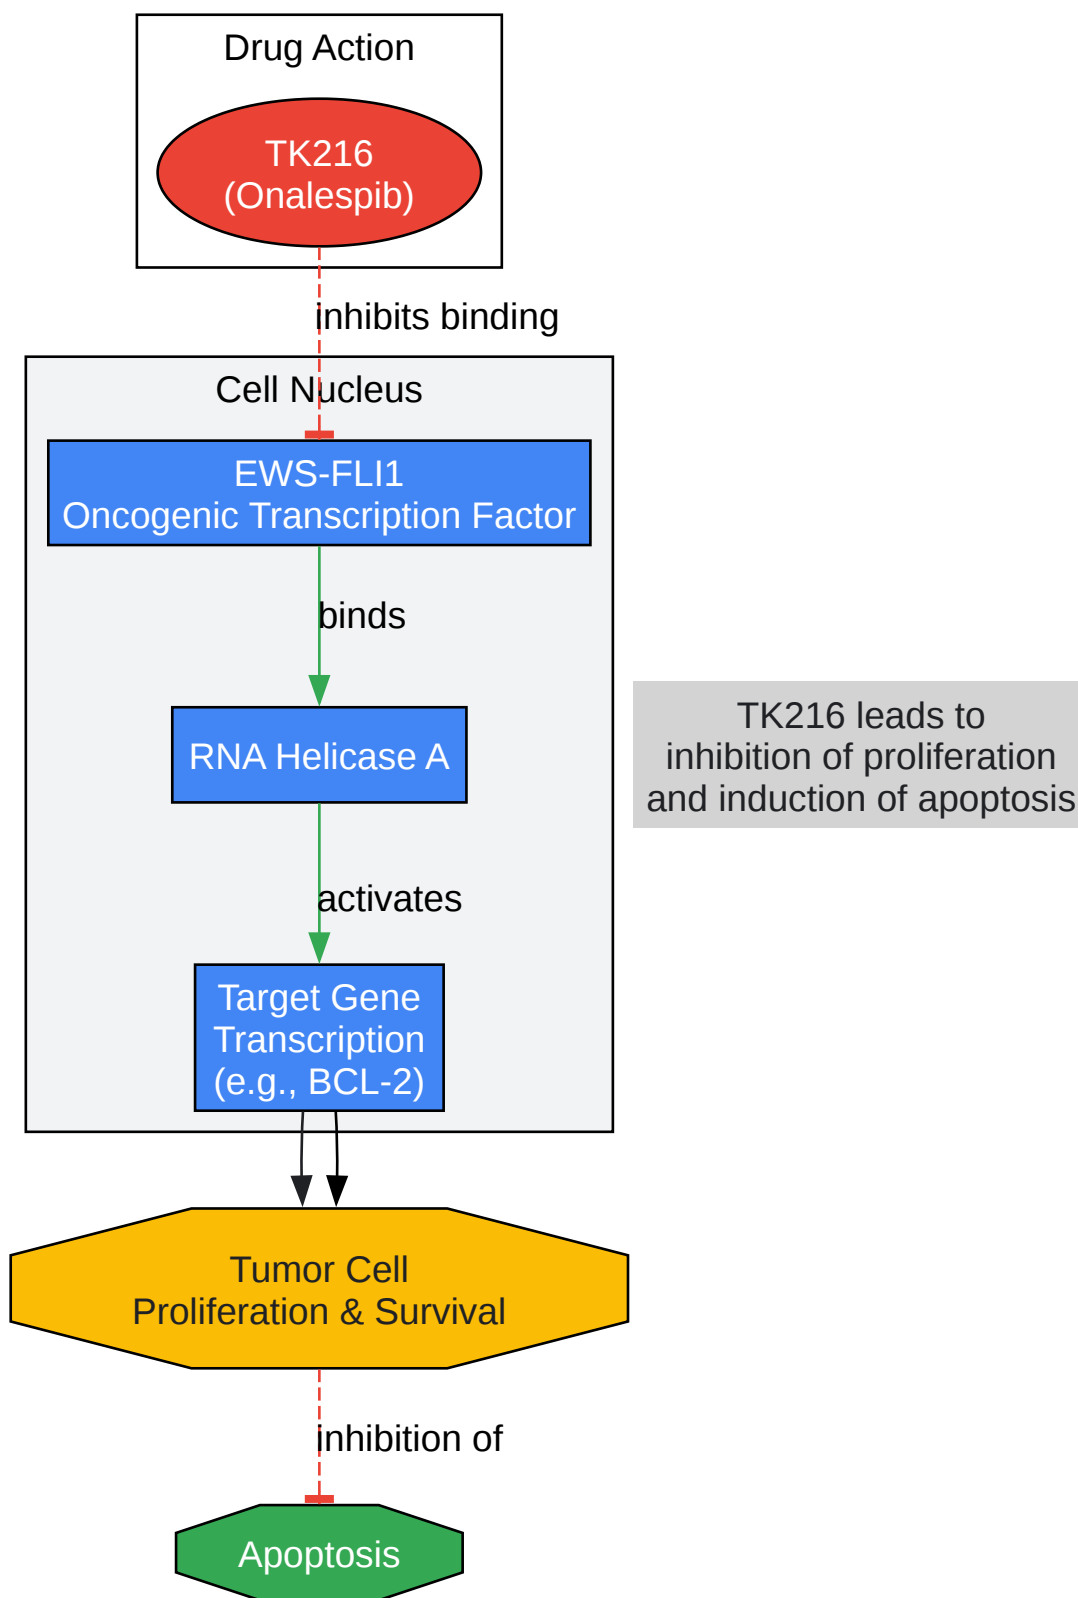 Drug Action
TK216
(Onalespib)
inhibits binding
Cell Nucleus
EWS-FLI1
Oncogenic Transcription Factor
binds
RNA Helicase A
TK216 leads to
inhibition of proliferation
and induction of apoptosis
activates
Target Gene
Transcription
(e.g., BCL-2)
Tumor Cell
Proliferation & Survival
inhibition of
Apoptosis